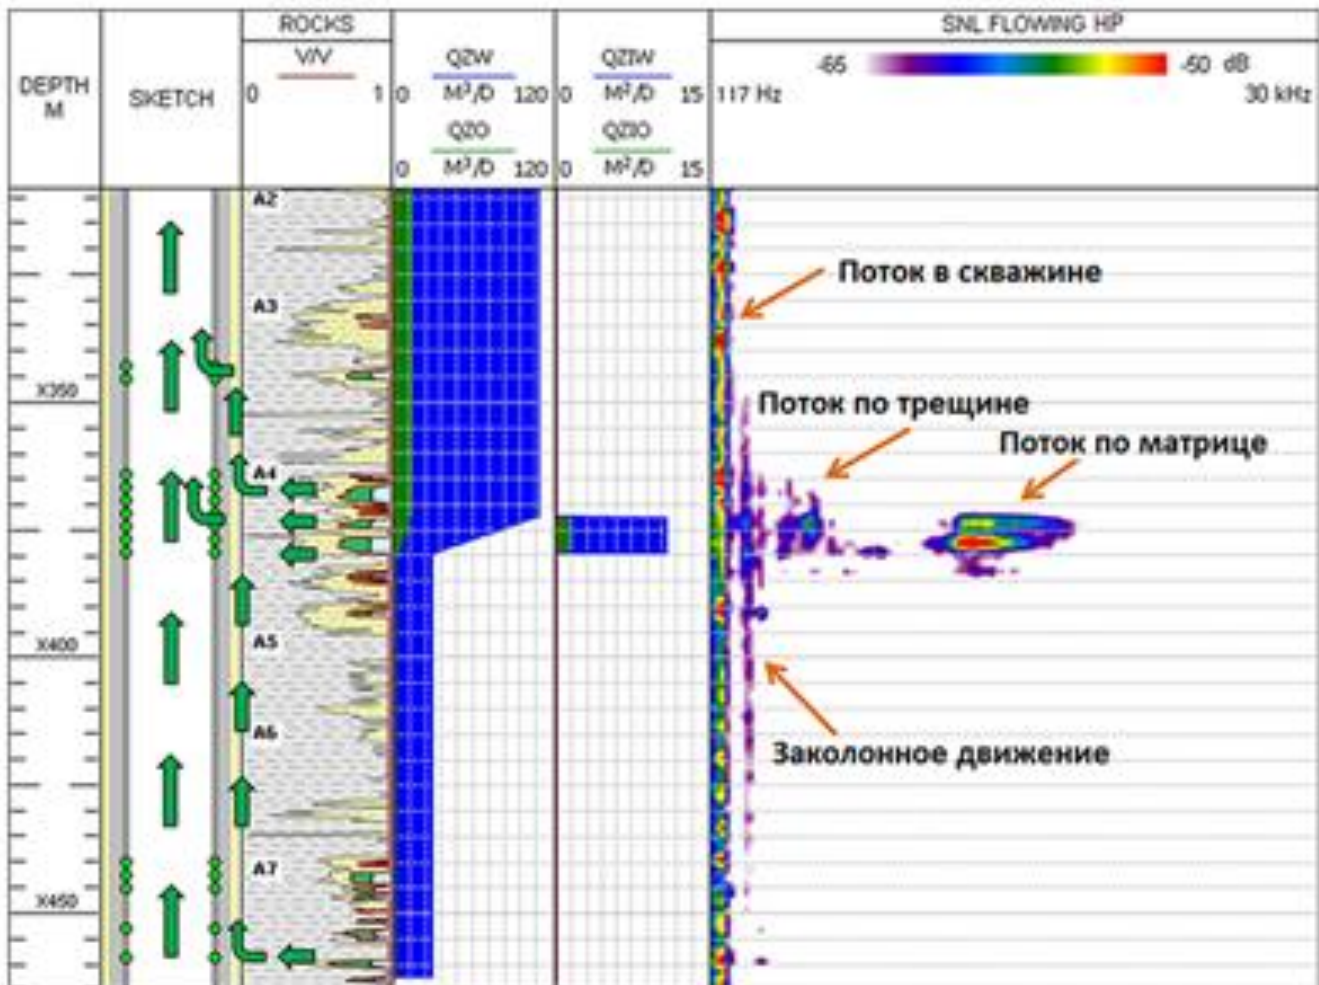 ROCKS
SNL FLOWING HP
V/V
QZW
QZIW
-65
-50 dB
DEPTH
M
SKETCH
0 1
0 M³/D 120
0 M²/D 15
117 Hz
30 kHz
QZO
QZIO
0 M³/D 120
0 M²/D 15
A2
Поток в скважине
A3
X350
Поток по трещине
Поток по матрице
A4
X400
A5
A6
Заколонное движение
A7
X450